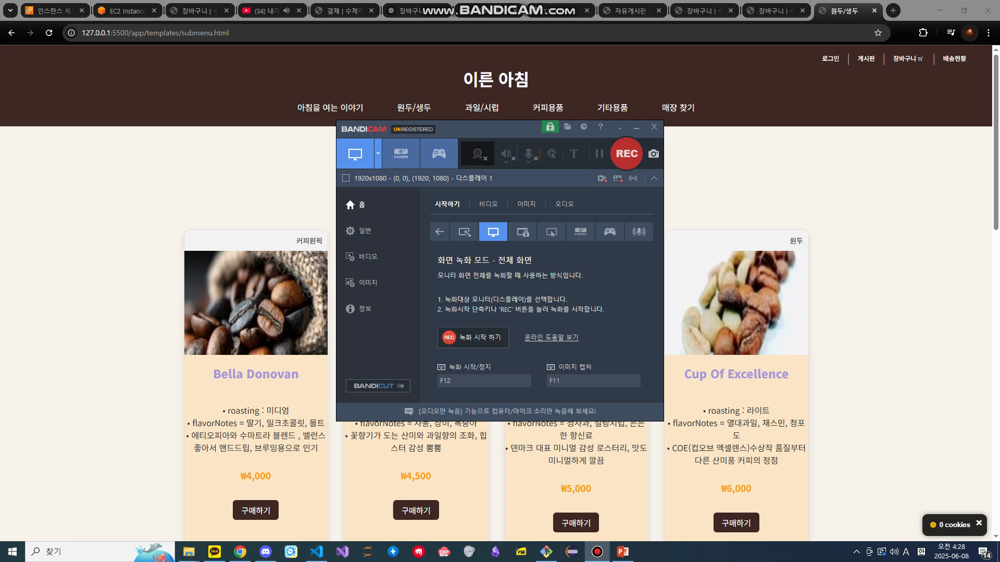 인스턴스 세
EC2 Instance
장바구니 | 수
(34) 내가
결제 | 수제커
장바구니
www.BANDICAM.com
자유게시판
장바구니 | 수
장바구니 | 수
원두/생두
127.0.0.1:5500/app/templates/submenu.html
로그인
게시판
장바구니🛒
배송현황
이른 아침
아침을 여는 이야기
원두/생두
과일/시럽
커피용품
기타용품
매장 찾기
BANDICAM
UNREGISTERED
HDMI
T
REC
1920x1080 - (0, 0), (1920, 1080) - 디스플레이 1
홈
일반
비디오
이미지
정보
BANDICUT
시작하기
비디오
이미지
오디오
HDMI
화면 녹화 모드 - 전체 화면
모니터 화면 전체를 녹화할 때 사용하는 방식입니다.
1. 녹화대상 모니터(디스플레이)를 선택합니다.
2. 녹화시작 단축키나 'REC' 버튼을 눌러 녹화를 시작합니다.
REC 녹화 시작 하기
온라인 도움말 보기
녹화 시작/정지
F12
이미지 캡처
F11
[오디오만 녹음] 기능으로 컴퓨터/마이크 소리만 녹음해 보세요!
커피원픽
Bella Donovan
• roasting : 미디엄
• flavorNotes = 딸기, 밀크초콜릿, 몰트
• 에티오피아와 수마트라 블렌드 , 밸런스
좋아서 핸드드립, 브루잉용으로 인기
₩4,000
구매하기
• flavorNotes = 자몽, 장미, 복숭아
• 꽃향기가 도는 산미와 과일향의 조화, 힙
스터 감성 뿜뿜
₩4,500
구매하기
• flavorNotes = 청사과, 설탕시럽, 은은
한 향신료
• 덴마크 대표 미니멀 감성 로스터리, 맛도
미니멀하게 깔끔
₩5,000
구매하기
원두
Cup Of Excellence
• roasting : 라이트
• flavorNotes = 열대과일, 재스민, 청포
도
• COE(컵오브 엑셀렌스)수상작 품질부터
다른 산미풍 커피의 정점
₩6,000
구매하기
0 cookies
찾기
TALK
PDF
A
오전 4:28
2025-06-08
14